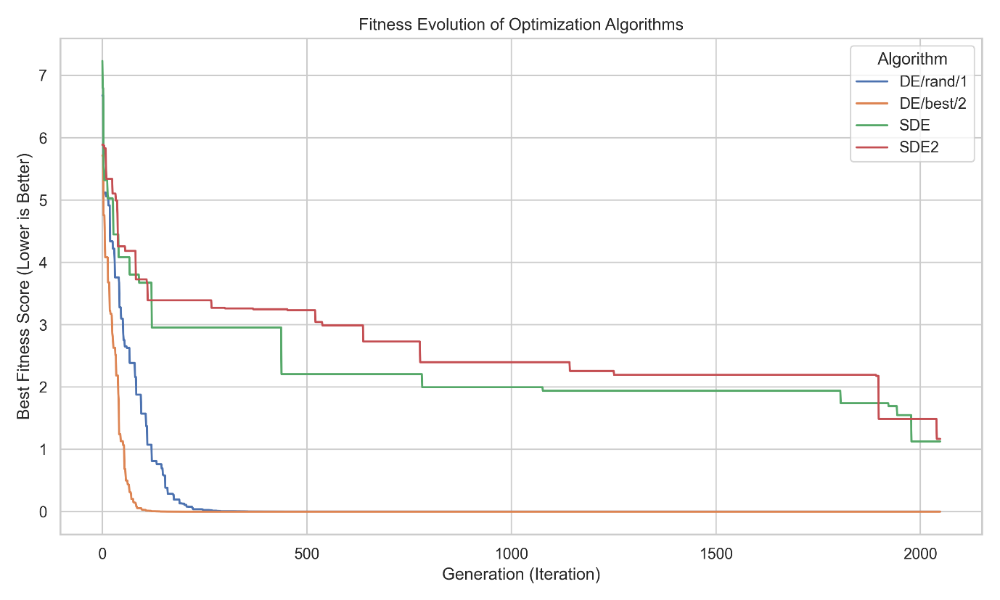 Fitness Evolution of Optimization Algorithms
Algorithm
DE/rand/1
DE/best/2
SDE
SDE2
Best Fitness Score (Lower is Better)
7
6
5
4
3
2
1
0
0
500
1000
1500
2000
Generation (Iteration)